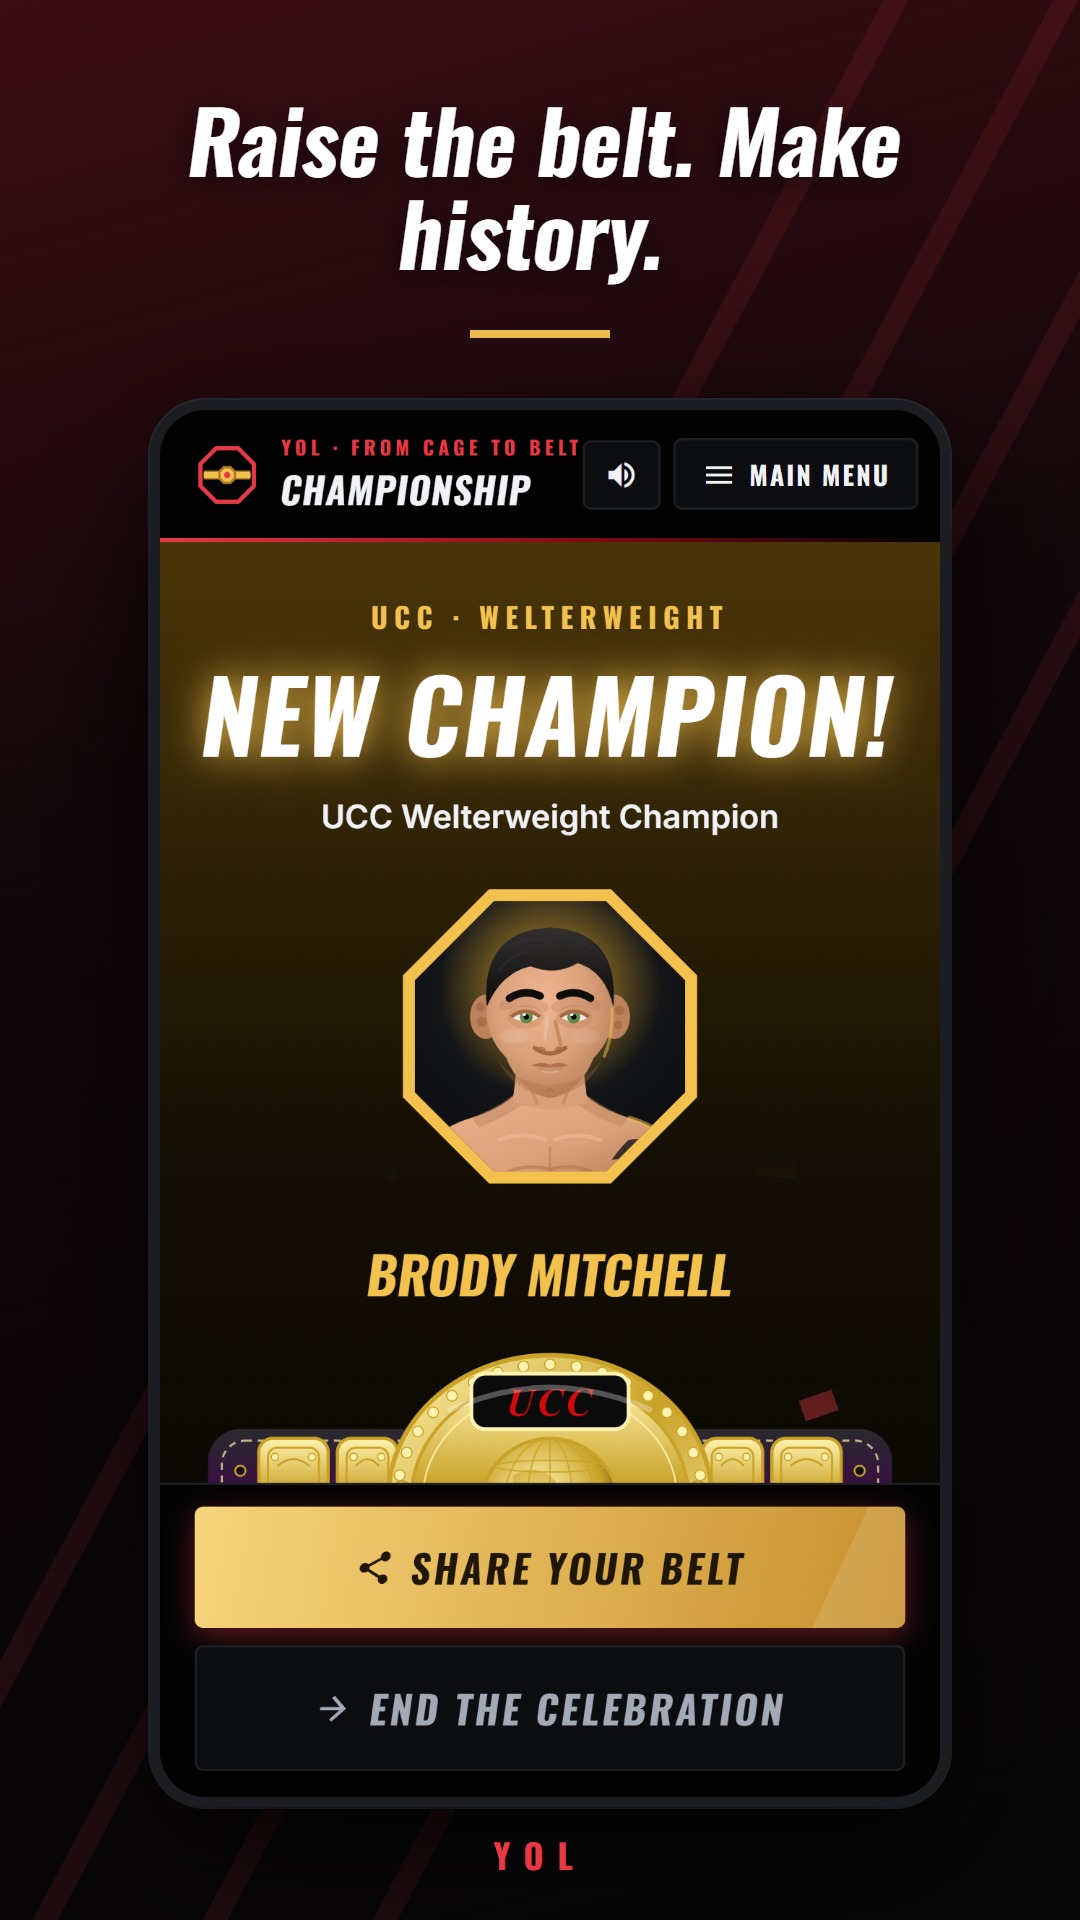 Raise the belt. Make
history.
YOL · FROM CAGE TO BELT
CHAMPIONSHIP
MAIN MENU
UCC · WELTERWEIGHT
NEW CHAMPION!
UCC Welterweight Champion
BRODY MITCHELL
UCC
SHARE YOUR BELT
END THE CELEBRATION
YOL